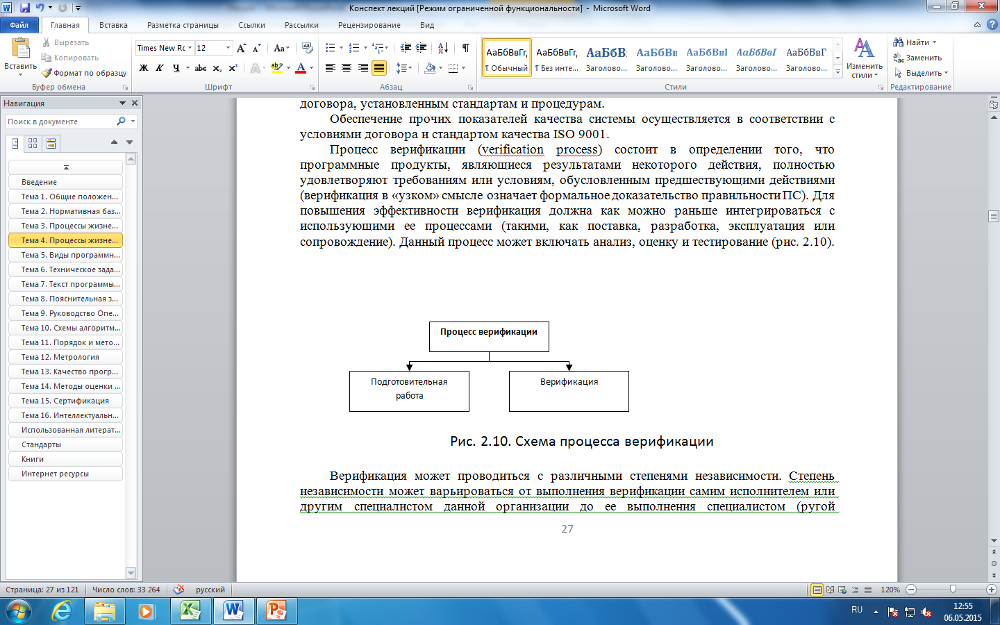 Конспект лекций [Режим ограниченной функциональности] - Microsoft Word
Файл Главная Вставка Разметка страницы Ссылки Рассылки Рецензирование Вид
Вставить
Вырезать
Копировать
Формат по образцу
Буфер обмена
Times New Ro 12
Ж К Ч abc x₂ x²
Шрифт
Абзац
АаБбВвГг, АаБбВвГг, АаБбВ АаБбВв АаБбВвІ АаБбВвІ АаБбВвГ
¶ Обычный ¶ Без инте... Заголово... Заголово... Заголово... Заголово... Заголово...
Стили
Изменить
стили
Найти
Заменить
Выделить
Редактирование
Навигация
Поиск в документе
Введение
Тема 1. Общие положен...
Тема 2. Нормативная баз...
Тема 3. Процессы жизне...
Тема 4. Процессы жизне...
Тема 5. Виды программн...
Тема 6. Техническое зада...
Тема 7. Текст программы...
Тема 8. Пояснительная з...
Тема 9. Руководство Опе...
Тема 10. Схемы алгоритм...
Тема 11. Порядок и мето...
Тема 12. Метрология
Тема 13. Качество прогр...
Тема 14. Методы оценки ...
Тема 15. Сертификация
Тема 16. Интеллектуальн...
Использованная литерат...
Стандарты
Книги
Интернет ресурсы
договора, установленным стандартам и процедурам.
Обеспечение прочих показателей качества системы осуществляется в соответствии с
условиями договора и стандартом качества ISO 9001.
Процесс верификации (verification process) состоит в определении того, что
программные продукты, являющиеся результатами некоторого действия, полностью
удовлетворяют требованиям или условиям, обусловленным предшествующими действиями
(верификация в «узком» смысле означает формальное доказательство правильности ПС). Для
повышения эффективности верификация должна как можно раньше интегрироваться с
использующими ее процессами (такими, как поставка, разработка, эксплуатация или
сопровождение). Данный процесс может включать анализ, оценку и тестирование (рис. 2.10).
Процесс верификации
Подготовительная
работа
Верификация
Рис. 2.10. Схема процесса верификации
Верификация может проводиться с различными степенями независимости. Степень
независимости может варьироваться от выполнения верификации самим исполнителем или
другим специалистом данной организации до ее выполнения специалистом (ругой
27
Страница: 27 из 121 Число слов: 33 264 русский 120%
RU 12:55
06.05.2015